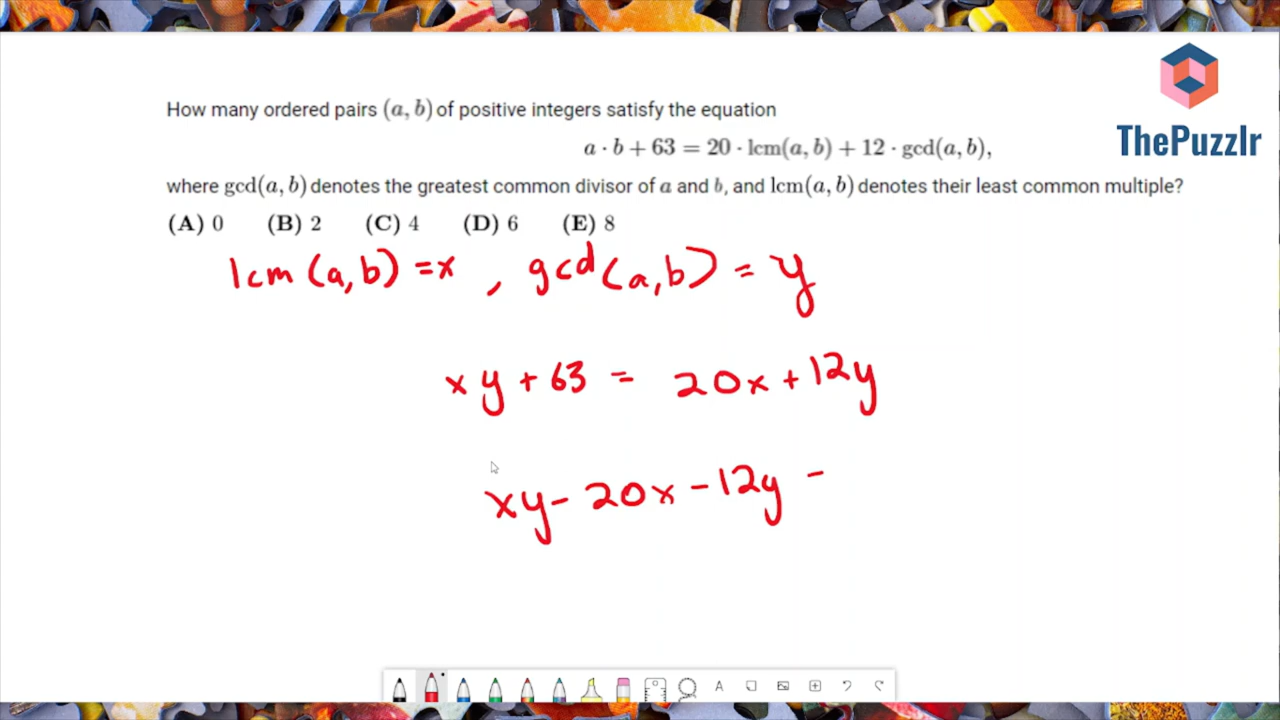 How many ordered pairs (a, b) of positive integers satisfy the equation
ThePuzzlr
a · b + 63 = 20 · lcm(a, b) + 12 · gcd(a, b),
where gcd(a, b) denotes the greatest common divisor of a and b, and lcm(a, b) denotes their least common multiple?
(A) 0 (B) 2 (C) 4 (D) 6 (E) 8
lcm (a, b) = x , gcd (a, b) = y
xy + 63 = 20x + 12y
xy - 20x - 12y -